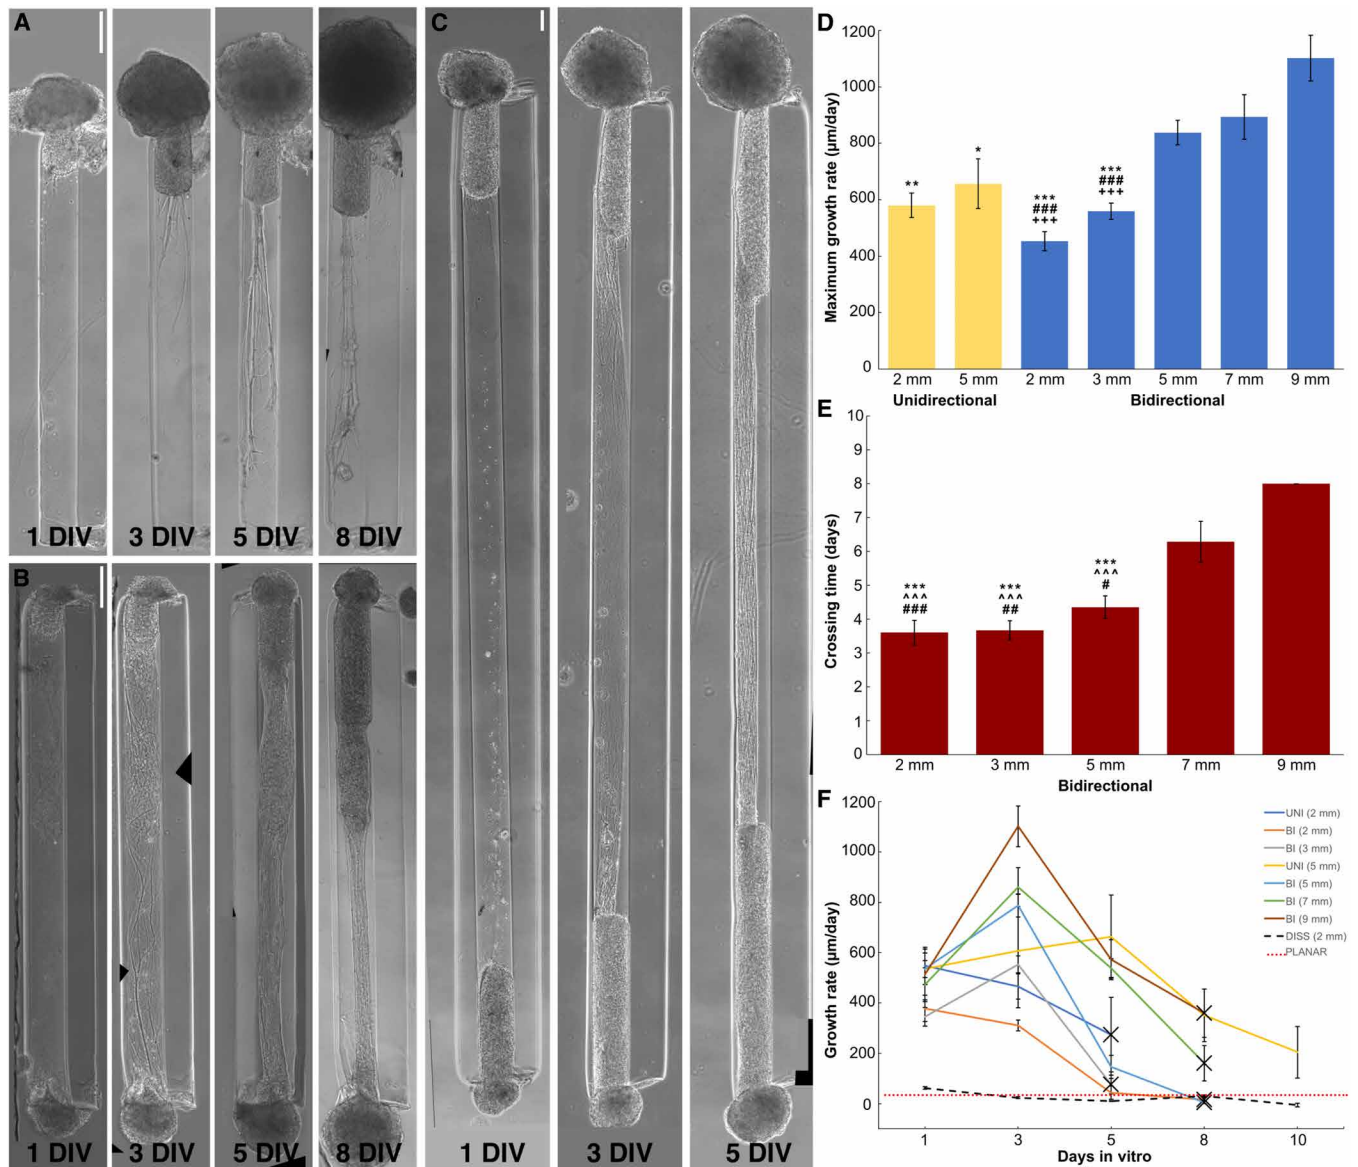 A
1 DIV
3 DIV
5 DIV
8 DIV
B
1 DIV
3 DIV
5 DIV
8 DIV
C
1 DIV
3 DIV
5 DIV
D
Maximum growth rate (µm/day)
1200
1000
800
600
400
200
0
**
*
***
###
+++
***
###
+++
2 mm 5 mm 2 mm 3 mm 5 mm 7 mm 9 mm
Unidirectional Bidirectional
E
Crossing time (days)
10
9
8
7
6
5
4
3
2
1
0
***
^^^
###
***
^^^
##
***
^^^
#
2 mm 3 mm 5 mm 7 mm 9 mm
Bidirectional
F
Growth rate (µm/day)
1200
1000
800
600
400
200
0
UNI (2 mm)
BI (2 mm)
BI (3 mm)
UNI (5 mm)
BI (5 mm)
BI (7 mm)
BI (9 mm)
DISS (2 mm)
PLANAR
1 3 5 8 10
Days in vitro